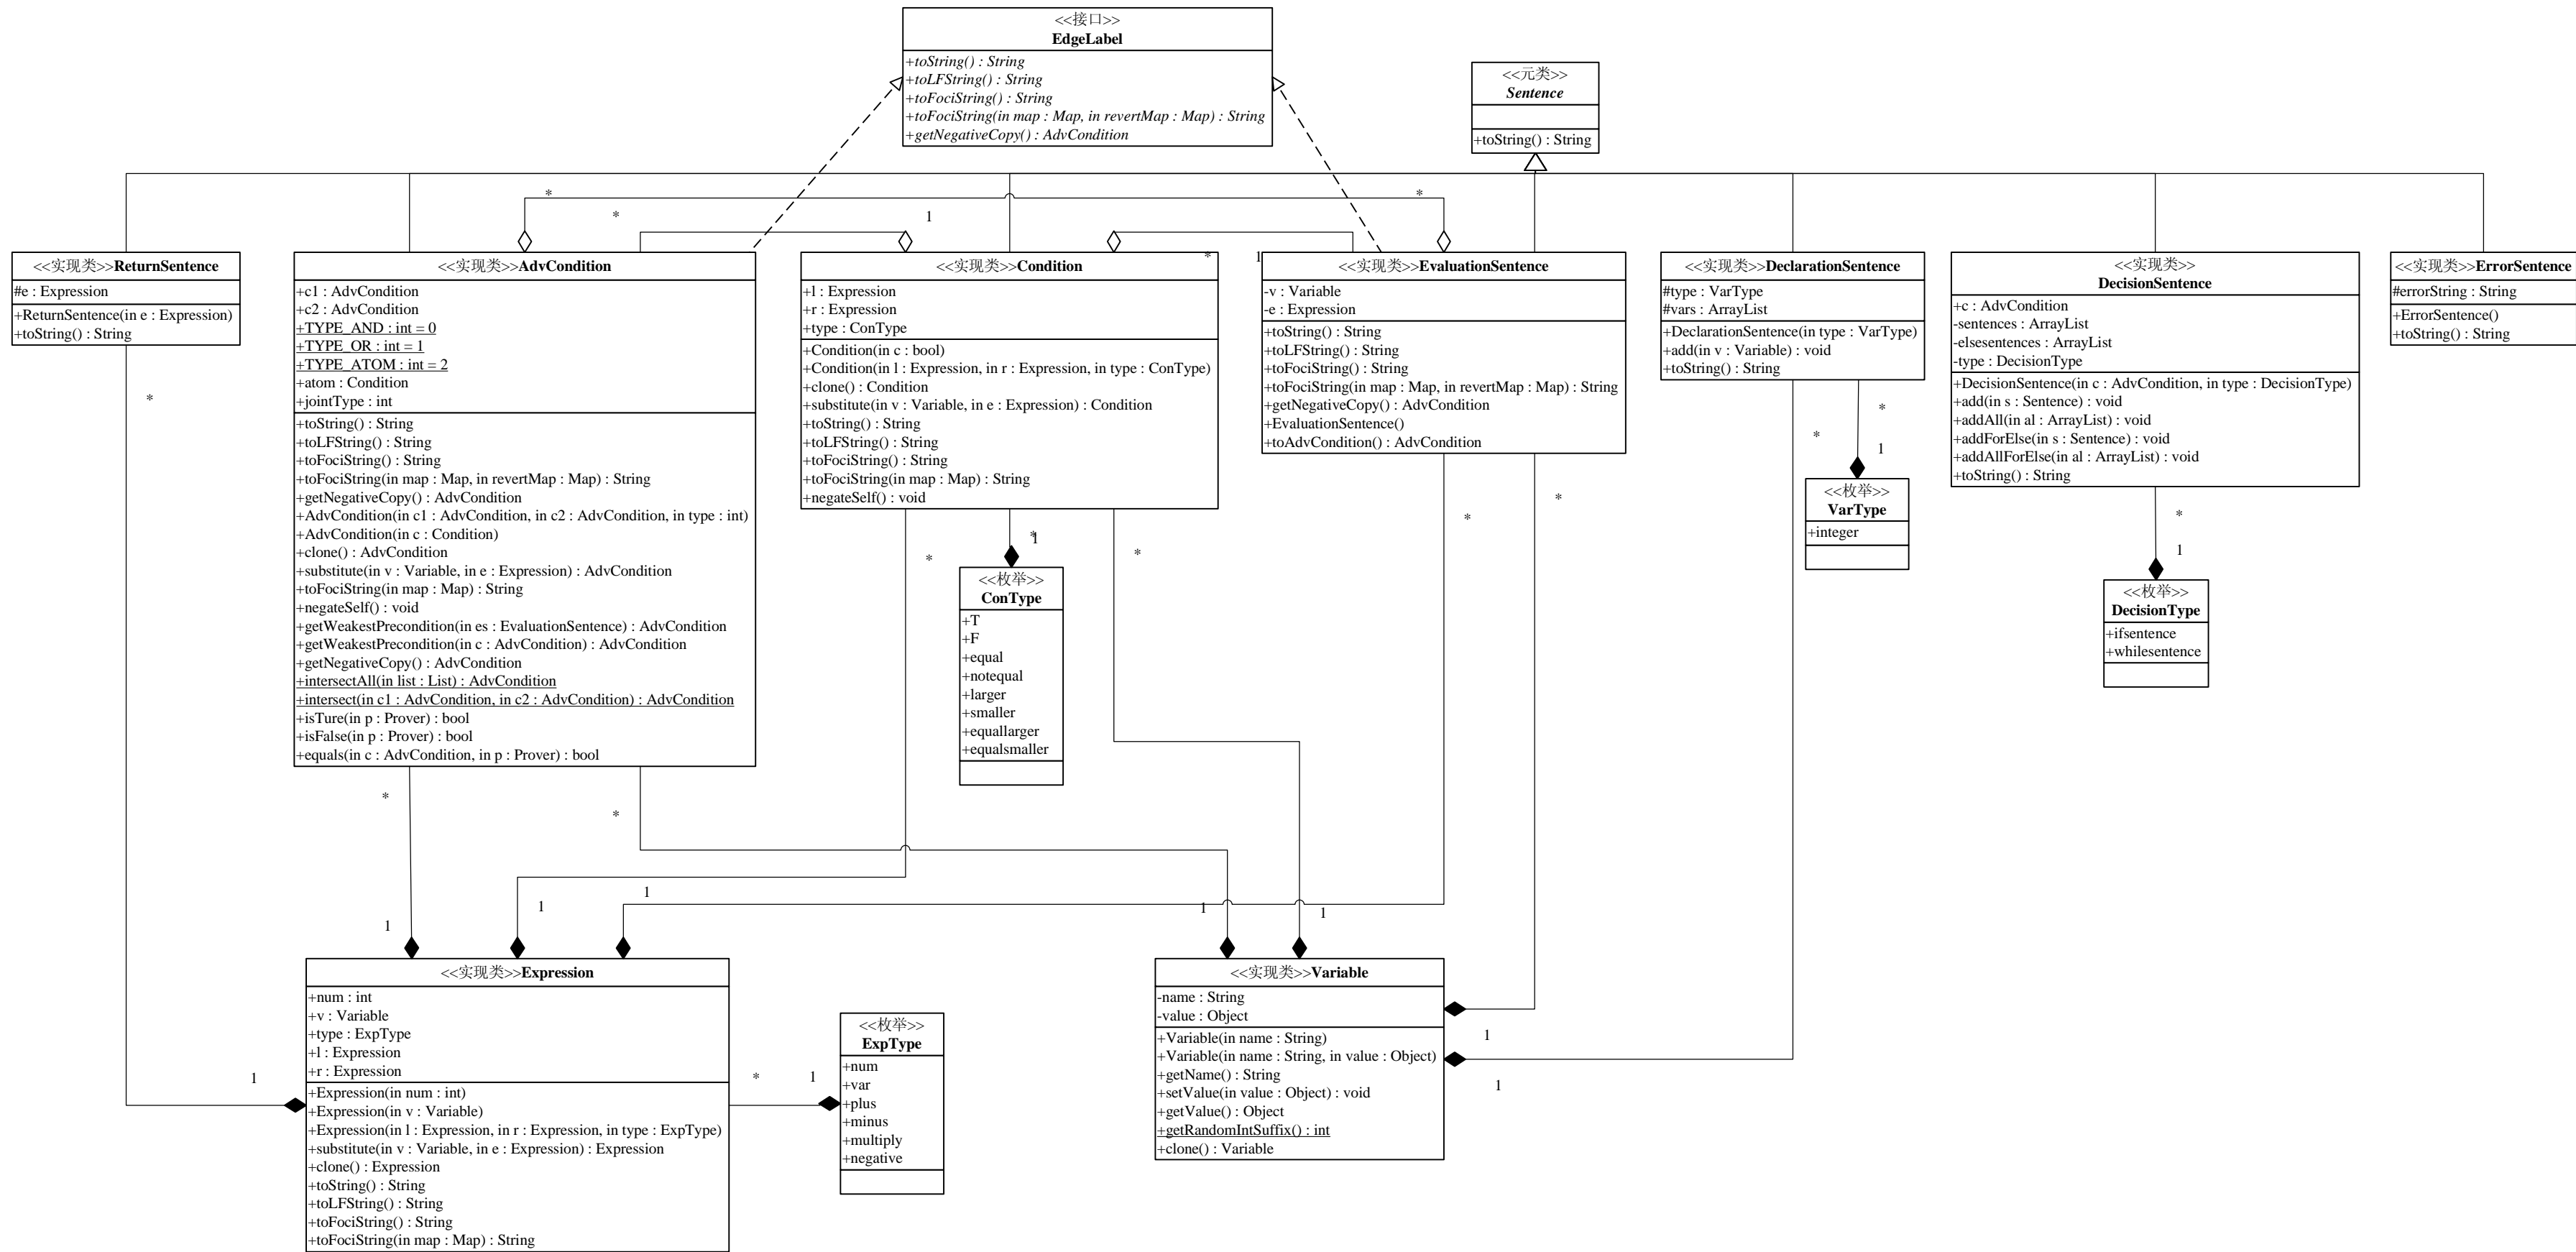 <<接口>>
EdgeLabel
+toString() : String
+toLFString() : String
+toFociString() : String
+toFociString(in map : Map, in revertMap : Map) : String
+getNegativeCopy() : AdvCondition
<<元类>>
Sentence
+toString() : String
*
*
*
1
*
1
<<实现类>>ReturnSentence
#e : Expression
+ReturnSentence(in e : Expression)
+toString() : String
*
<<实现类>>AdvCondition
+c1 : AdvCondition
+c2 : AdvCondition
+TYPE_AND : int = 0
+TYPE_OR : int = 1
+TYPE_ATOM : int = 2
+atom : Condition
+jointType : int
+toString() : String
+toLFString() : String
+toFociString() : String
+toFociString(in map : Map, in revertMap : Map) : String
+getNegativeCopy() : AdvCondition
+AdvCondition(in c1 : AdvCondition, in c2 : AdvCondition, in type : int)
+AdvCondition(in c : Condition)
+clone() : AdvCondition
+substitute(in v : Variable, in e : Expression) : AdvCondition
+toFociString(in map : Map) : String
+negateSelf() : void
+getWeakestPrecondition(in es : EvaluationSentence) : AdvCondition
+getWeakestPrecondition(in c : AdvCondition) : AdvCondition
+getNegativeCopy() : AdvCondition
+intersectAll(in list : List) : AdvCondition
+intersect(in c1 : AdvCondition, in c2 : AdvCondition) : AdvCondition
+isTure(in p : Prover) : bool
+isFalse(in p : Prover) : bool
+equals(in c : AdvCondition, in p : Prover) : bool
<<实现类>>Condition
+l : Expression
+r : Expression
+type : ConType
+Condition(in c : bool)
+Condition(in l : Expression, in r : Expression, in type : ConType)
+clone() : Condition
+substitute(in v : Variable, in e : Expression) : Condition
+toString() : String
+toLFString() : String
+toFociString() : String
+toFociString(in map : Map) : String
+negateSelf() : void
<<实现类>>EvaluationSentence
-v : Variable
-e : Expression
+toString() : String
+toLFString() : String
+toFociString() : String
+toFociString(in map : Map, in revertMap : Map) : String
+getNegativeCopy() : AdvCondition
+EvaluationSentence()
+toAdvCondition() : AdvCondition
<<实现类>>DeclarationSentence
#type : VarType
#vars : ArrayList
+DeclarationSentence(in type : VarType)
+add(in v : Variable) : void
+toString() : String
<<实现类>>
DecisionSentence
+c : AdvCondition
-sentences : ArrayList
-elsesentences : ArrayList
-type : DecisionType
+DecisionSentence(in c : AdvCondition, in type : DecisionType)
+add(in s : Sentence) : void
+addAll(in al : ArrayList) : void
+addForElse(in s : Sentence) : void
+addAllForElse(in al : ArrayList) : void
+toString() : String
<<实现类>>ErrorSentence
#errorString : String
+ErrorSentence()
+toString() : String
*
*
1
<<枚举>>
VarType
+integer
*
1
<<枚举>>
DecisionType
+ifsentence
+whilesentence
*
*
*
1
*
*
<<枚举>>
ConType
+T
+F
+equal
+notequal
+larger
+smaller
+equallarger
+equalsmaller
*
*
1
1
1
1
1
<<实现类>>Expression
+num : int
+v : Variable
+type : ExpType
+l : Expression
+r : Expression
+Expression(in num : int)
+Expression(in v : Variable)
+Expression(in l : Expression, in r : Expression, in type : ExpType)
+substitute(in v : Variable, in e : Expression) : Expression
+clone() : Expression
+toString() : String
+toLFString() : String
+toFociString() : String
+toFociString(in map : Map) : String
1
*
1
<<枚举>>
ExpType
+num
+var
+plus
+minus
+multiply
+negative
<<实现类>>Variable
-name : String
-value : Object
+Variable(in name : String)
+Variable(in name : String, in value : Object)
+getName() : String
+setValue(in value : Object) : void
+getValue() : Object
+getRandomIntSuffix() : int
+clone() : Variable
1
1